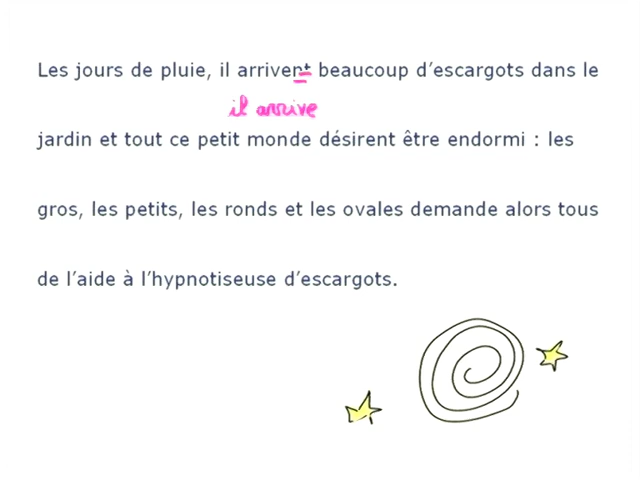 Les jours de pluie, il arrivent beaucoup d'escargots dans le
il arrive
jardin et tout ce petit monde désirent être endormi : les
gros, les petits, les ronds et les ovales demande alors tous
de l'aide à l'hypnotiseuse d'escargots.